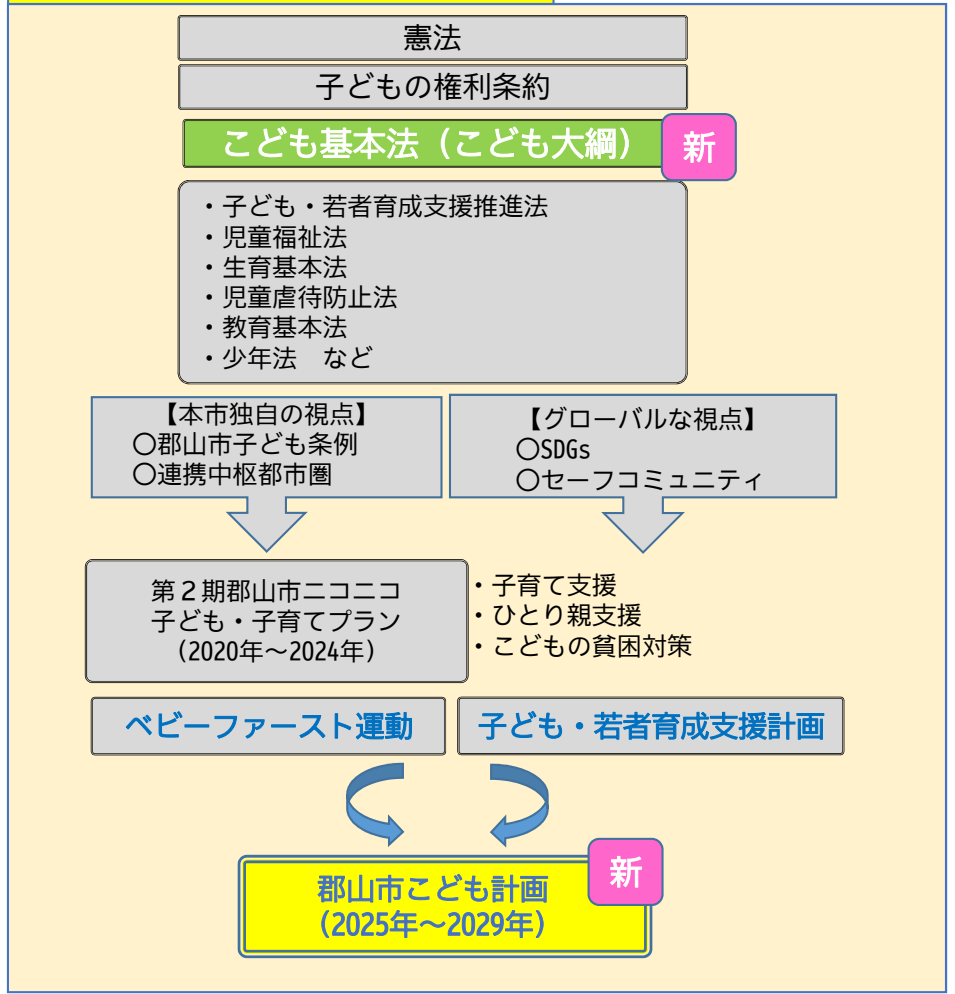 憲法
子どもの権利条約
こども基本法（こども大綱）
新
・子ども・若者育成支援推進法
・児童福祉法
・生育基本法
・児童虐待防止法
・教育基本法
・少年法　など
【本市独自の視点】
〇郡山市子ども条例
〇連携中枢都市圏
【グローバルな視点】
〇SDGs
〇セーフコミュニティ
第２期郡山市ニコニコ
子ども・子育てプラン
（2020年～2024年）
・子育て支援
・ひとり親支援
・こどもの貧困対策
ベビーファースト運動
子ども・若者育成支援計画
新
郡山市こども計画
（2025年～2029年）